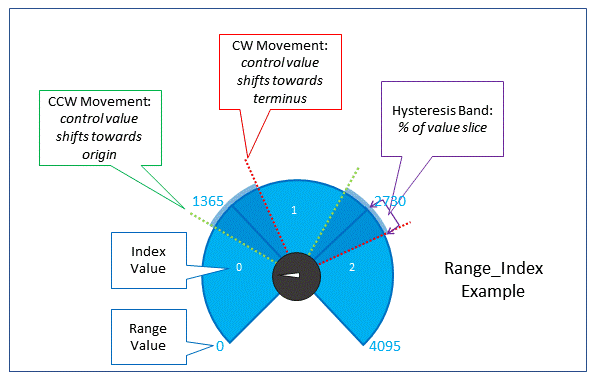 CW Movement:
control value
shifts towards
terminus
CCW Movement:
control value
shifts towards
origin
Hysteresis Band:
% of value slice
1365
2730
1
Index
Value
0
2
Range_Index
Example
Range
Value
0
4095